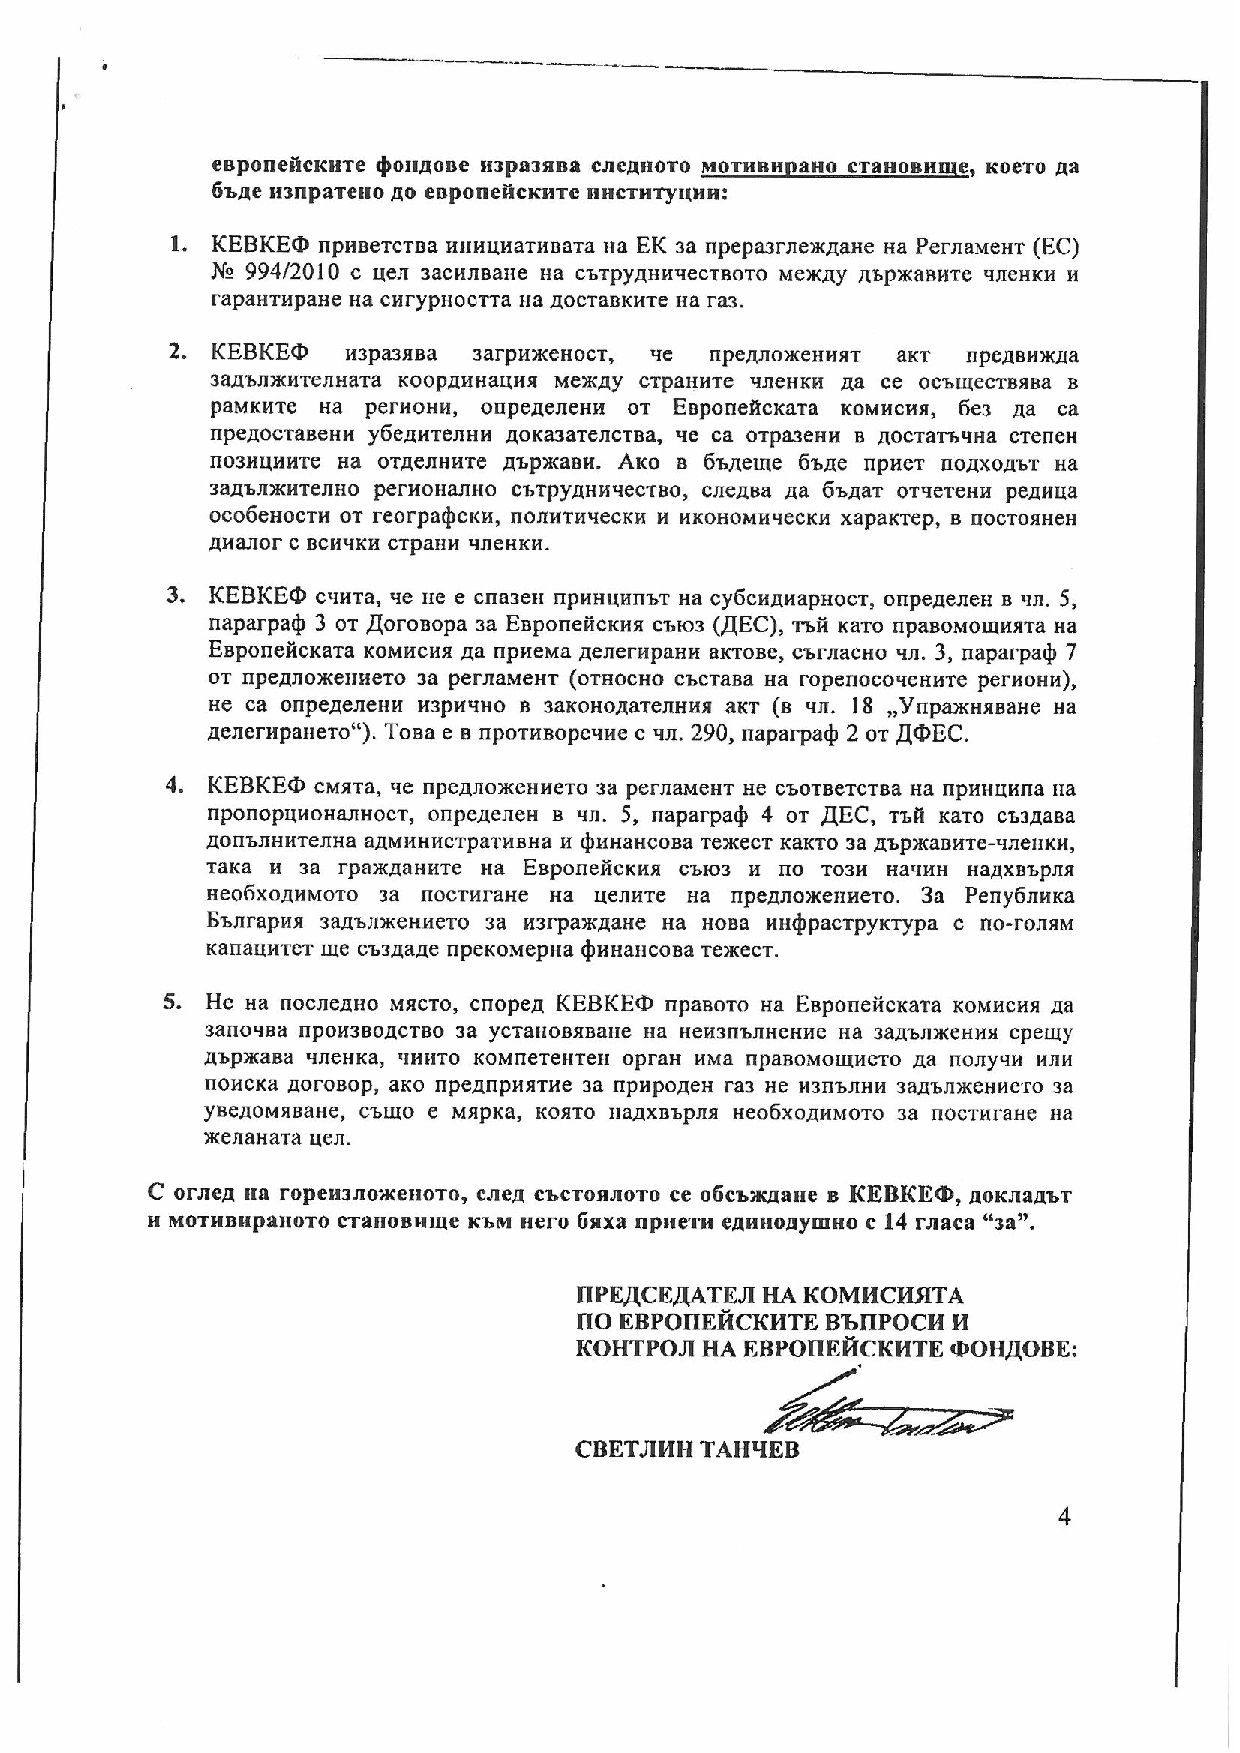 европейските фондове изразява следното мотивирано становище, което да
бъде изпратено до европейските институции:
1. КЕВКЕФ приветства инициативата на ЕК за преразглеждане на Регламент (ЕС)
№ 994/2010 с цел засилване на сътрудничеството между държавите членки и
гарантиране на сигурността на доставките на газ.
2. КЕВКЕФ изразява загриженост, че предложеният акт предвижда
задължителната координация между страните членки да се осъществява в
рамките на региони, определени от Европейската комисия, без да са
предоставени убедителни доказателства, че са отразени в достатъчна степен
позициите на отделните държави. Ако в бъдеще бъде приет подходът на
задължително регионално сътрудничество, следва да бъдат отчетени редица
особености от географски, политически и икономически характер, в постоянен
диалог с всички страни членки.
3. КЕВКЕФ счита, че не е спазен принципът на субсидиарност, определен в чл. 5,
параграф 3 от Договора за Европейския съюз (ДЕС), тъй като правомощията на
Европейската комисия да приема делегирани актове, съгласно чл. 3, параграф 7
от предложението за регламент (относно състава на горепосочените региони),
не са определени изрично в законодателния акт (в чл. 18 „Упражняване на
делегирането“). Това е в противоречие с чл. 290, параграф 2 от ДФЕС.
4. КЕВКЕФ смята, че предложението за регламент не съответства на принципа на
пропорционалност, определен в чл. 5, параграф 4 от ДЕС, тъй като създава
допълнителна административна и финансова тежест както за държавите-членки,
така и за гражданите на Европейския съюз и по този начин надхвърля
необходимото за постигане на целите на предложението. За Република
България задължението за изграждане на нова инфраструктура с по-голям
капацитет ще създаде прекомерна финансова тежест.
5. Не на последно място, според КЕВКЕФ правото на Европейската комисия да
започва производство за установяване на неизпълнение на задължения срещу
държава членка, чиито компетентен орган има правомощието да получи или
поиска договор, ако предприятие за природен газ не изпълни задължението за
уведомяване, също е мярка, която надхвърля необходимото за постигане на
желаната цел.
С оглед на гореизложеното, след състоялото се обсъждане в КЕВКЕФ, докладът
и мотивираното становище към него бяха приети единодушно с 14 гласа “за”.
ПРЕДСЕДАТЕЛ НА КОМИСИЯТА
ПО ЕВРОПЕЙСКИТЕ ВЪПРОСИ И
КОНТРОЛ НА ЕВРОПЕЙСКИТЕ ФОНДОВЕ:
СВЕТЛИН ТАНЧЕВ
4